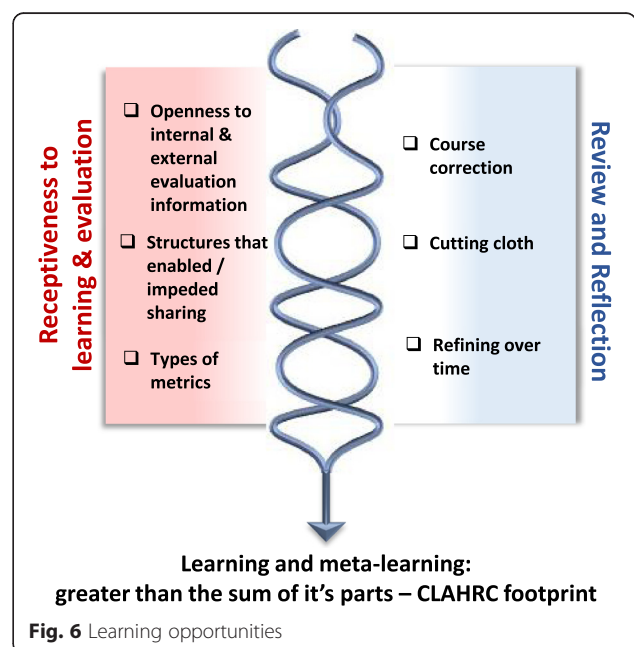 Receptiveness to
learning & evaluation
❑ Openness to
internal &
external
evaluation
information
❑ Structures that
enabled /
impeded
sharing
❑ Types of
metrics
❑ Course
correction
❑ Cutting cloth
❑ Refining over
time
Review and Reflection
Learning and meta-learning:
greater than the sum of it’s parts – CLAHRC footprint
Fig. 6 Learning opportunities